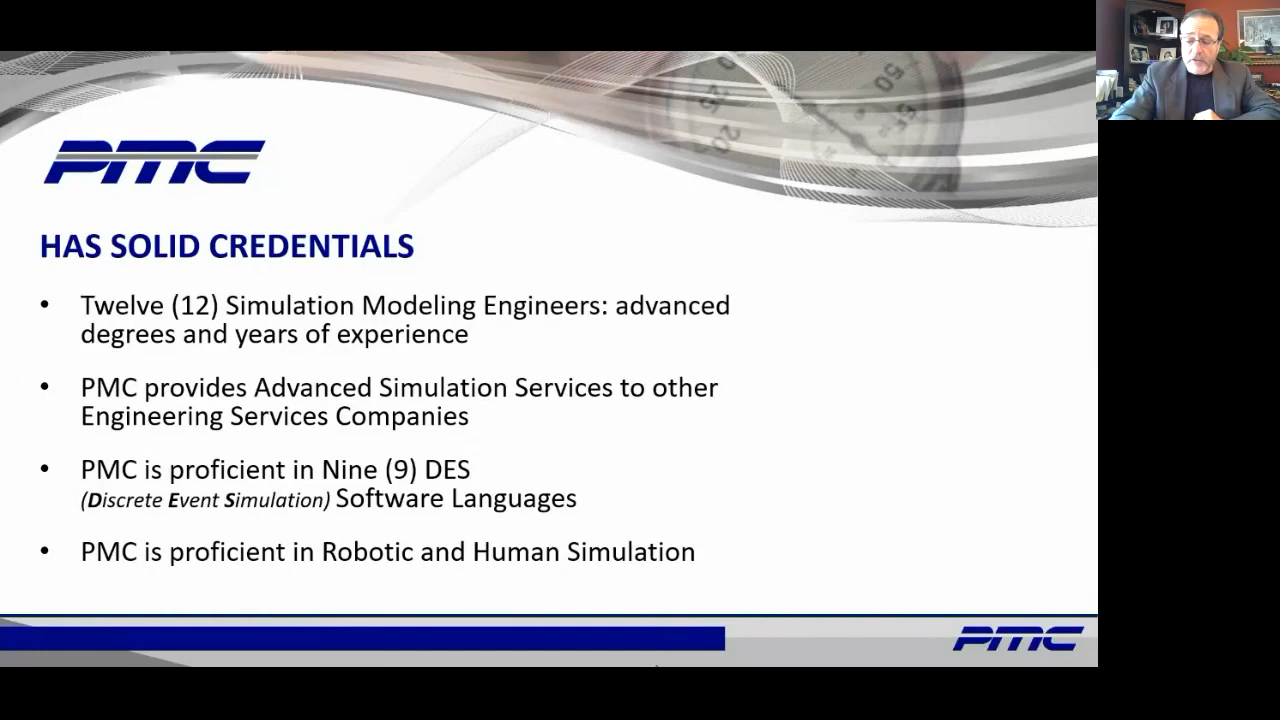 PMC
HAS SOLID CREDENTIALS
• Twelve (12) Simulation Modeling Engineers: advanced
degrees and years of experience
• PMC provides Advanced Simulation Services to other
Engineering Services Companies
• PMC is proficient in Nine (9) DES
(Discrete Event Simulation) Software Languages
• PMC is proficient in Robotic and Human Simulation
PMC